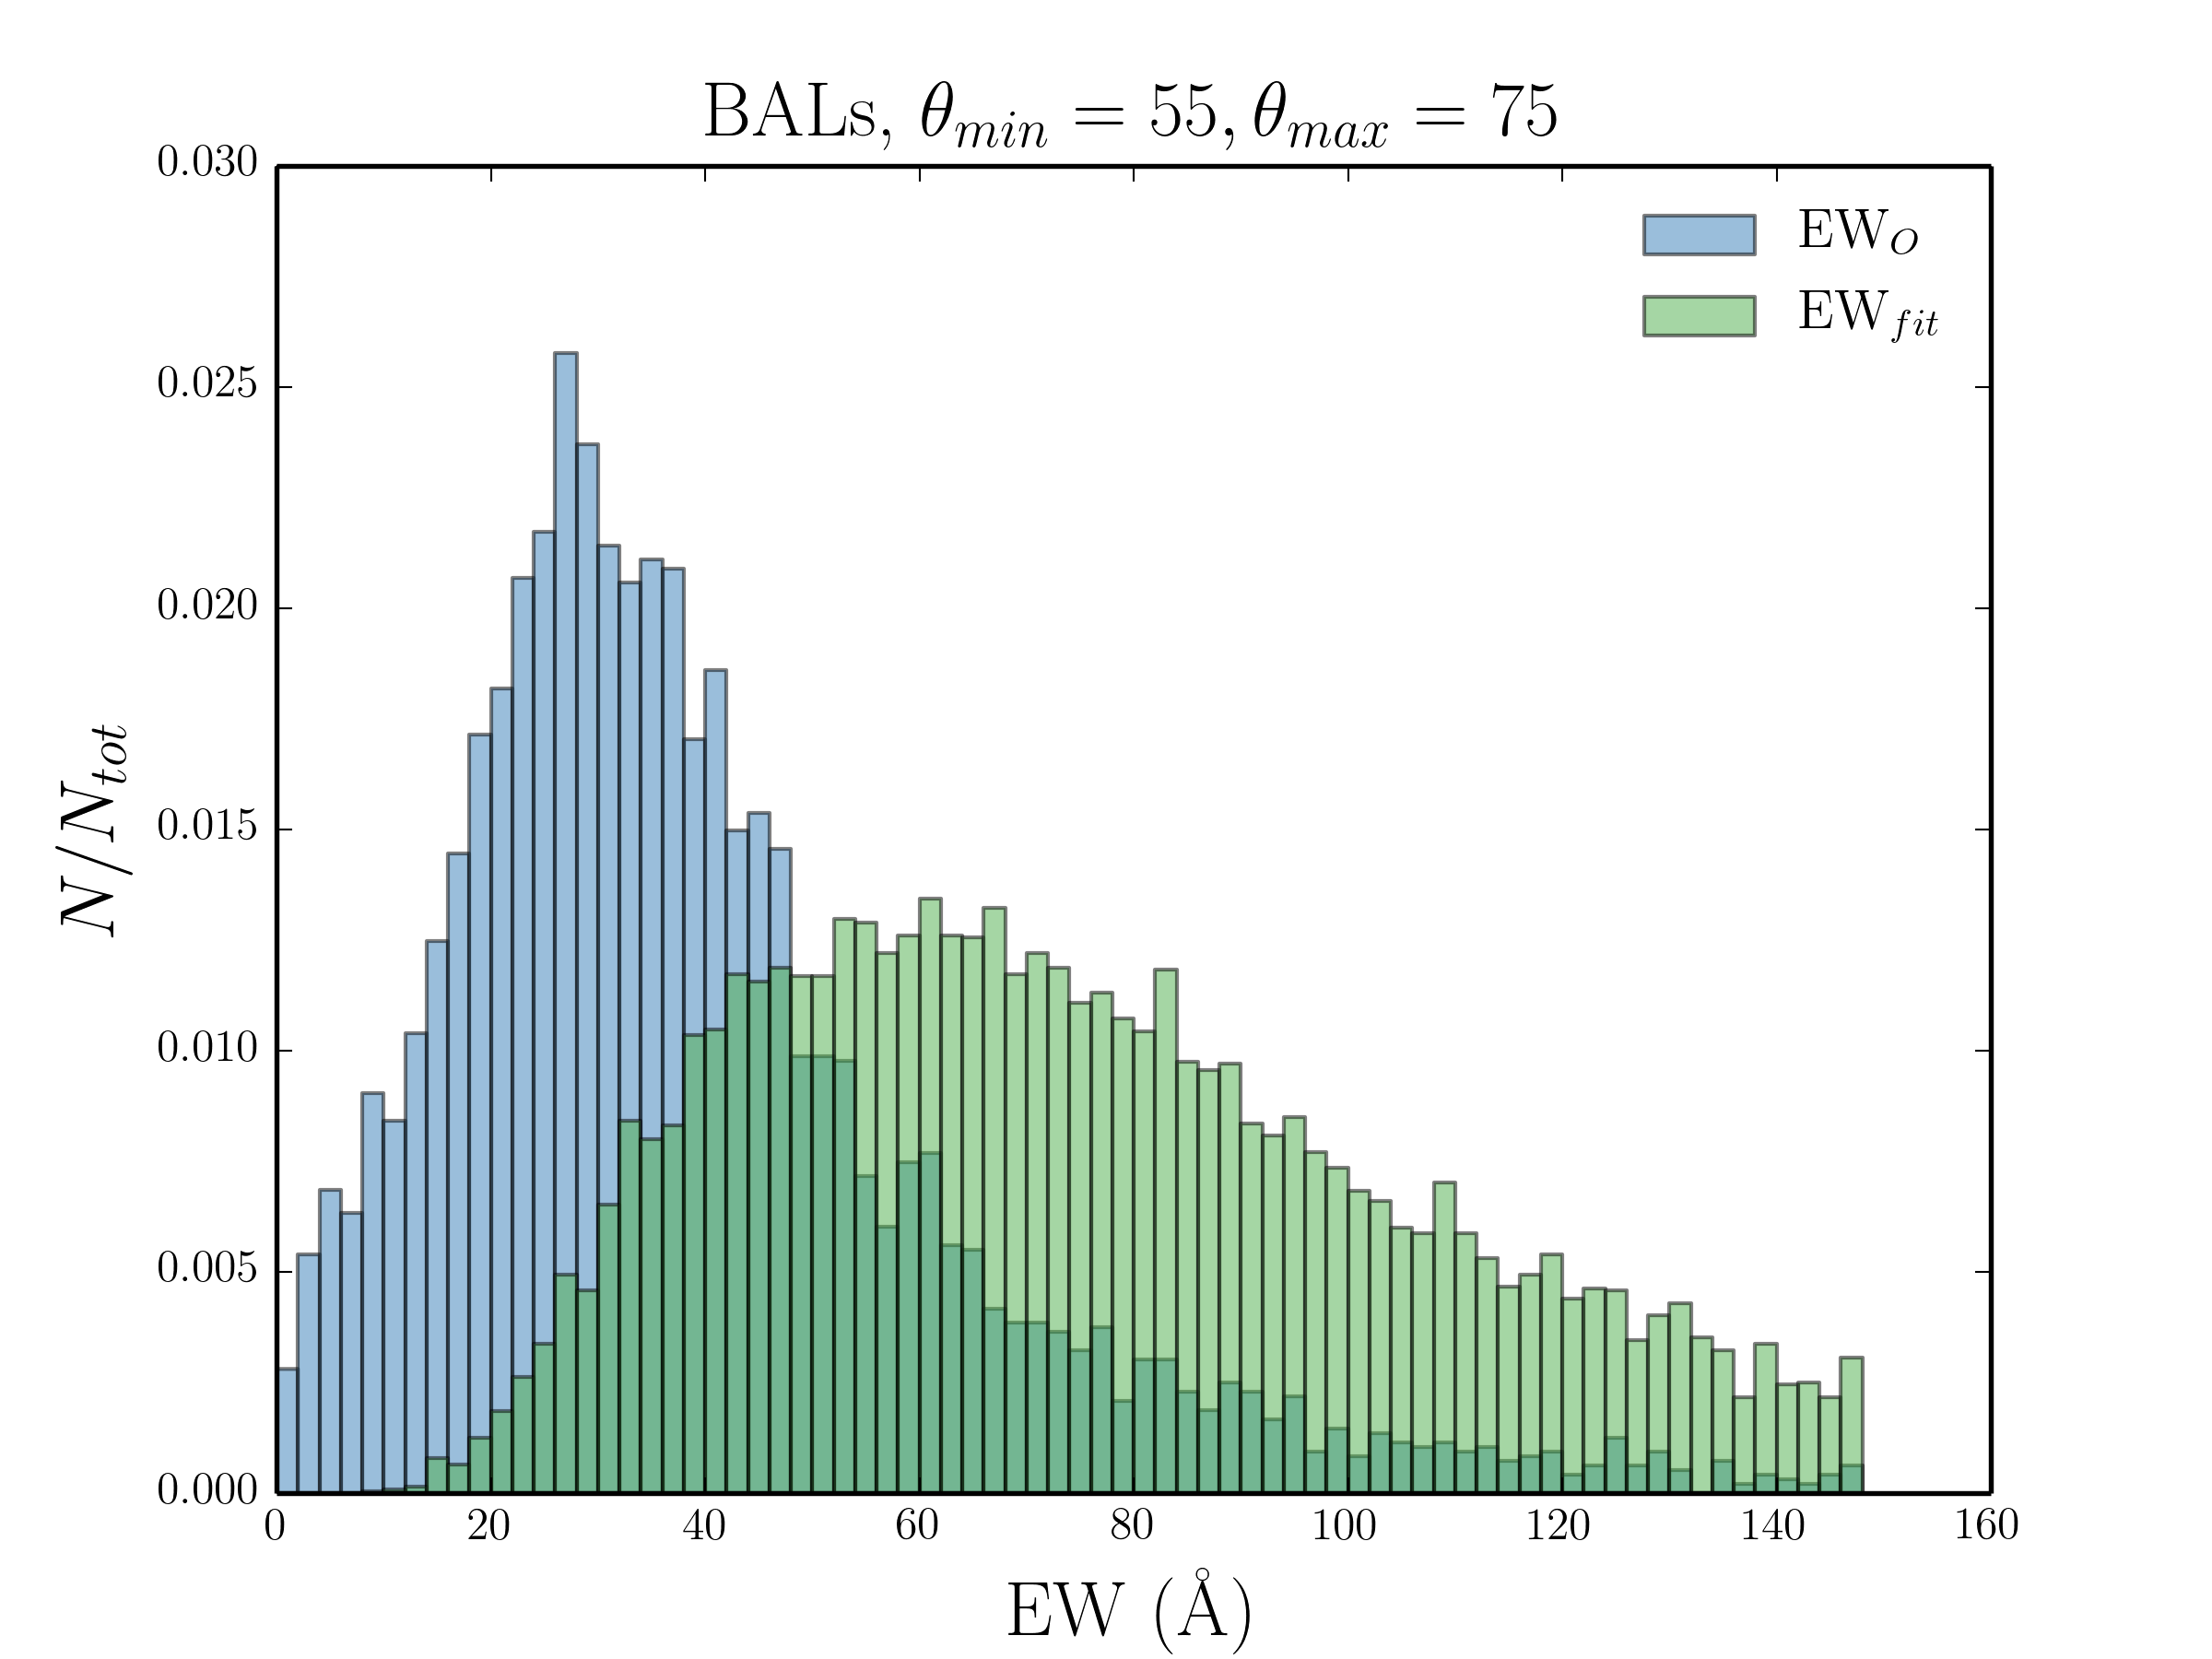 BALs, θ_min = 55, θ_max = 75
0.030
0.025
0.020
0.015
0.010
0.005
0.000
N/N_tot
EW_O
EW_fit
0 20 40 60 80 100 120 140 160
EW (Å)